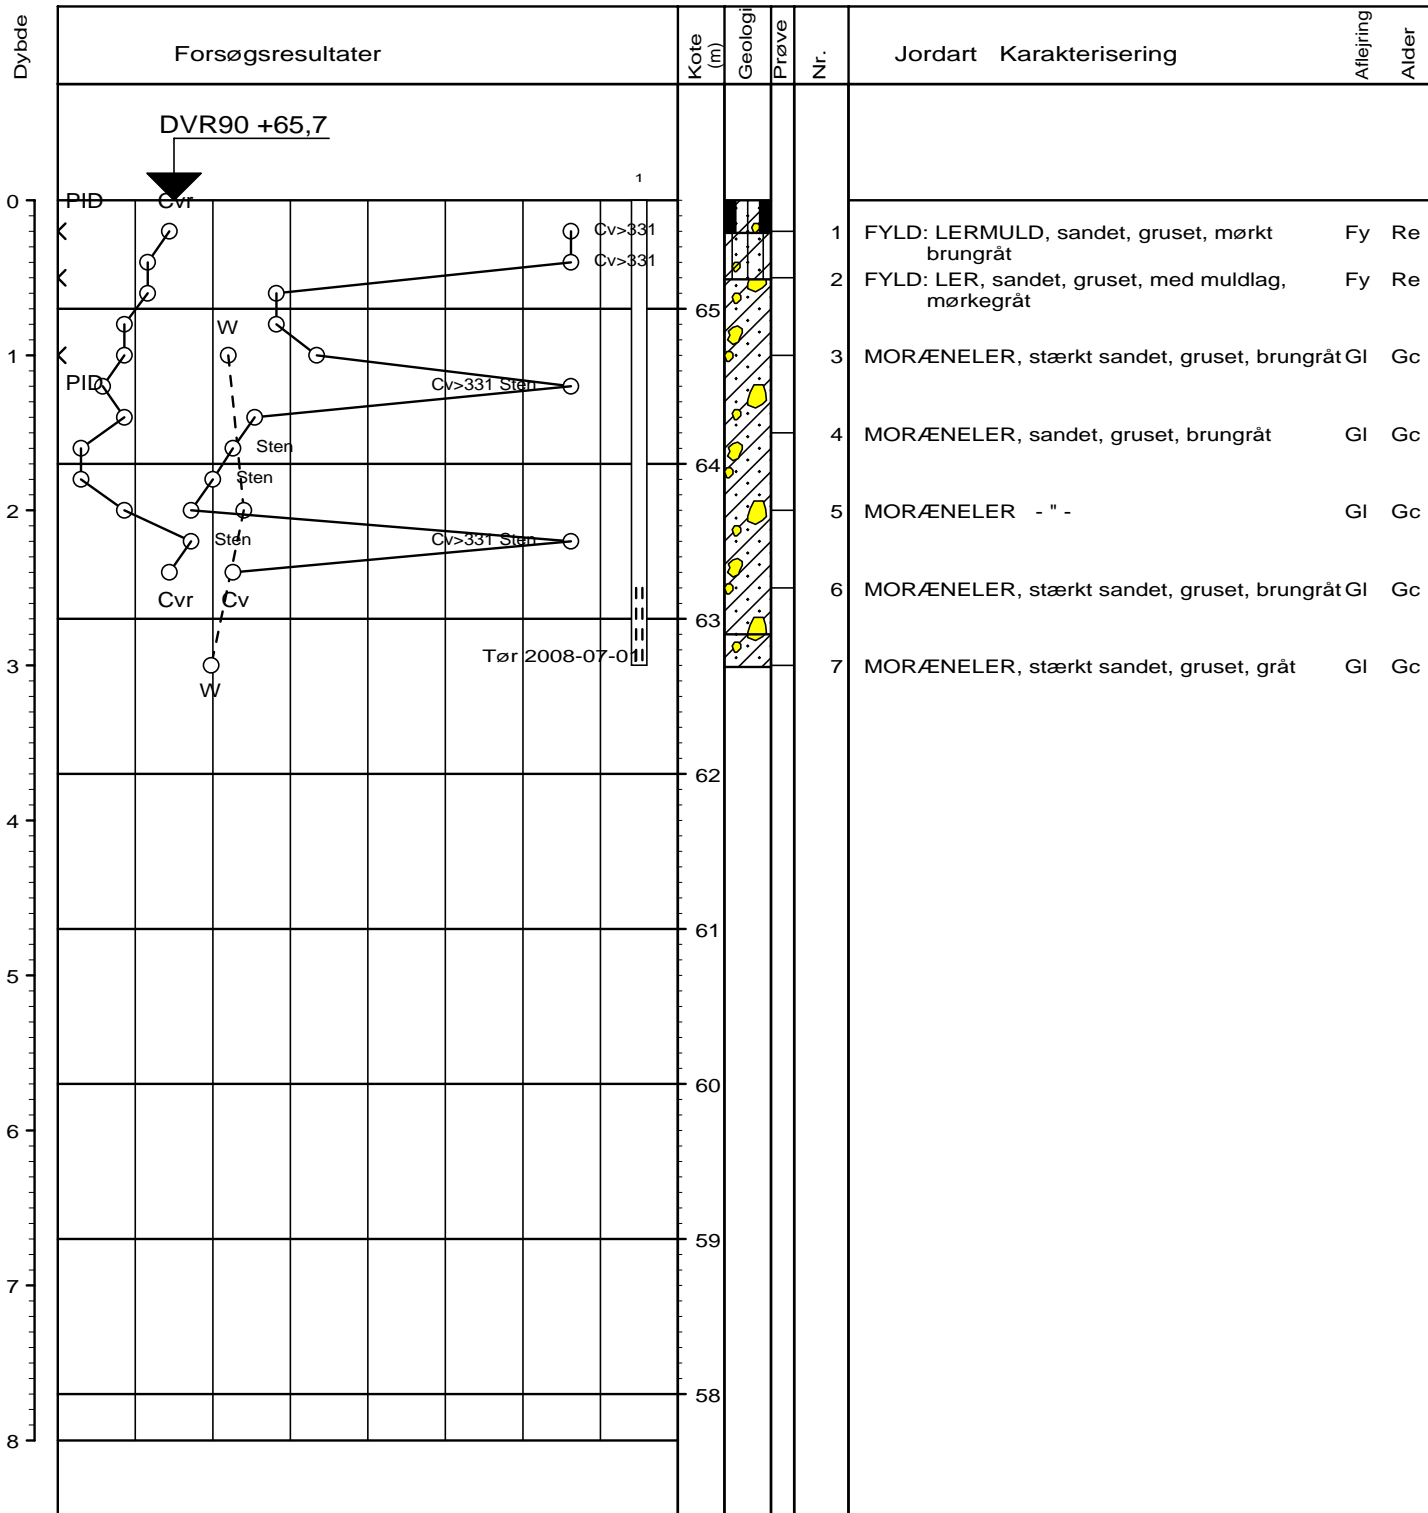 Dybde
Forsøgsresultater
Kote
(m)
Geologi
Prøve
Nr.
Jordart Karakterisering
Aflejring
Alder
DVR90 +65,7
1
0
PID
Cvr
Cv>331
1
FYLD: LERMULD, sandet, gruset, mørkt
brungråt
Fy
Re
Cv>331
2
FYLD: LER, sandet, gruset, med muldlag,
mørkegråt
Fy
Re
65
W
1
3
MORÆNELER, stærkt sandet, gruset, brungråt
Gl
Gc
PID
Cv>331 Sten
4
MORÆNELER, sandet, gruset, brungråt
Gl
Gc
Sten
64
Sten
2
5
MORÆNELER - " -
Gl
Gc
Sten
Cv>331 Sten
6
MORÆNELER, stærkt sandet, gruset, brungråt
Gl
Gc
Cvr
Cv
63
Tør 2008-07-01
3
7
MORÆNELER, stærkt sandet, gruset, gråt
Gl
Gc
W
62
4
61
5
60
6
59
7
58
8